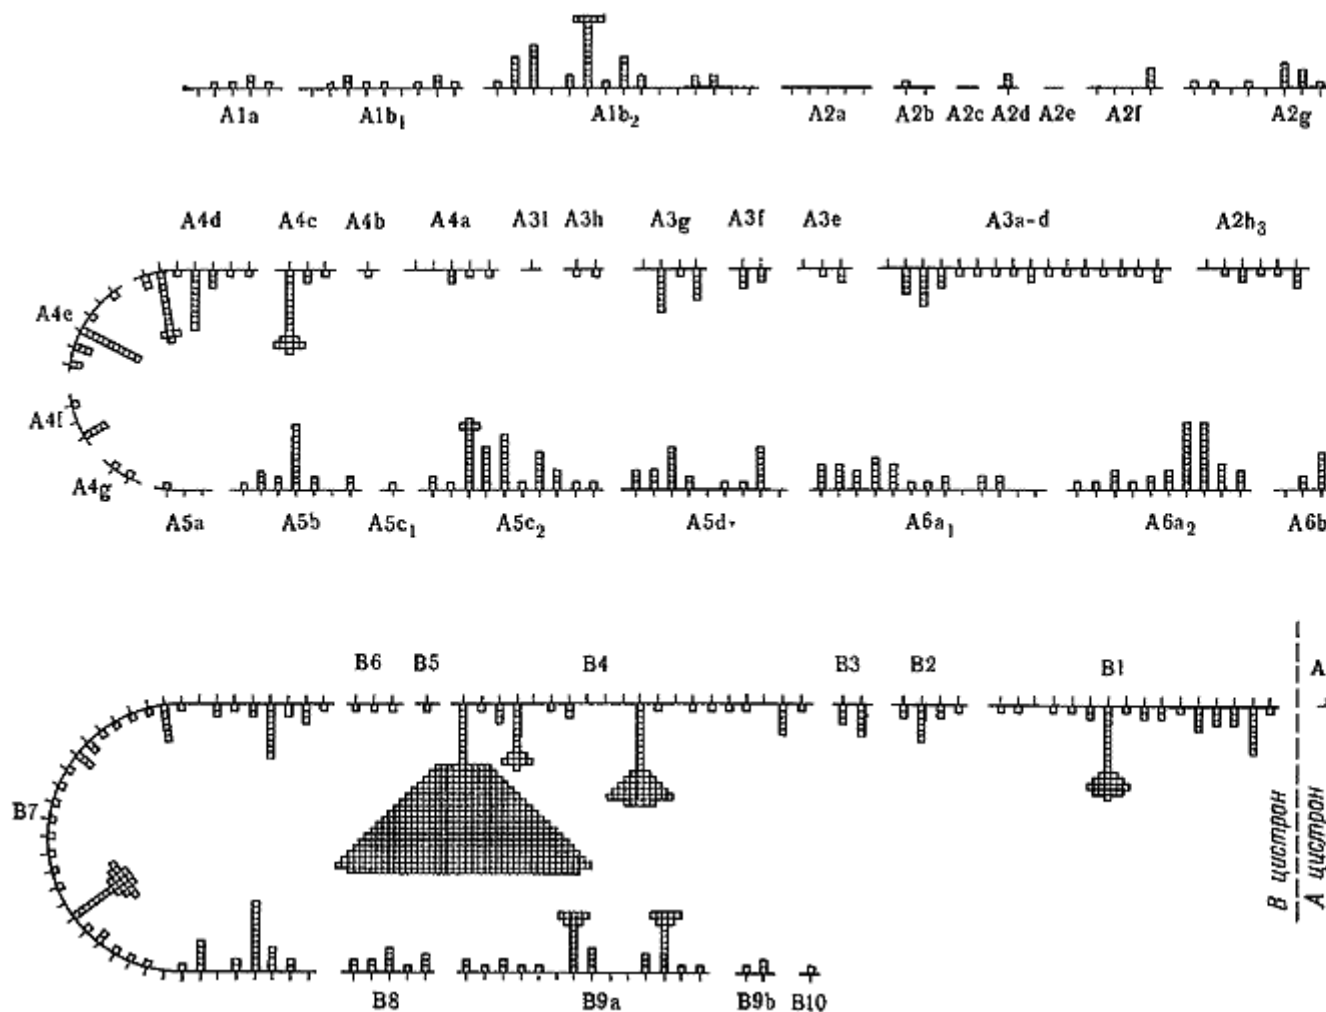 A1a A1b₁ A1b₂ A2a A2b A2c A2d A2e A2f A2g
A4d A4c A4b A4a A3i A3h A3g A3f A3e A3a-d A2h₃
A4e
A4f
A4g
A5a A5b A5c₁ A5c₂ A5d A6a₁ A6a₂ A6b
B6 B5 B4 B3 B2 B1 A
B7
В цистрон
А цистрон
B8 B9a B9b B10